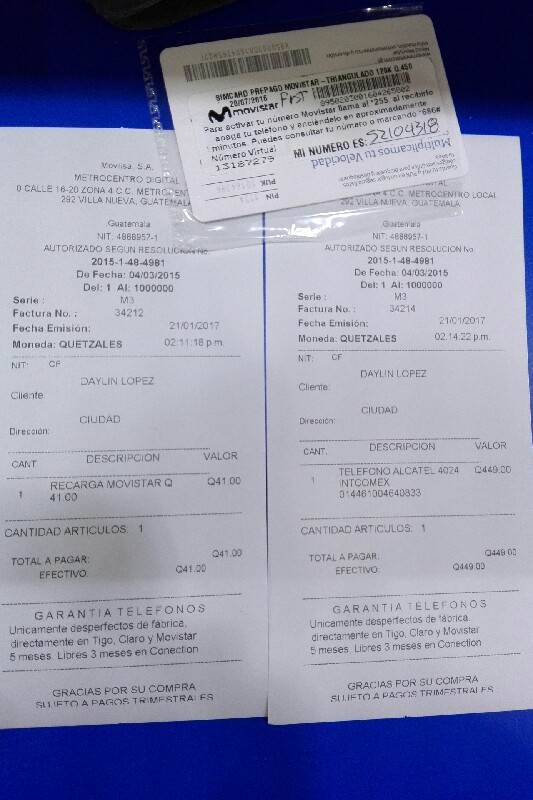 SIMCARD PREPAGO MOVISTAR - TRIANGULADO 128K 0.450
20/07/2016
movistar
Para activar tu número Movistar llama al *255 al recibirlo
apaga tu telefono y enciéndelo en aproximadamente
minutos. Puedes consultar tu número marcando *686#
Número Virtual
13187279
MI NUMERO ES: 52104318
Multiplicamos tu Velocidad
PIN
PUK
Movilisa, S.A.
METROCENTRO DIGITAL
0 CALLE 16-20 ZONA 4 C.C. METROCENT
292 VILLA NUEVA, GUATEMALA
Guatemala
NIT: 4888957-1
AUTORIZADO SEGUN RESOLUCION No.
2015-1-48-4981
De Fecha: 04/03/2015
Del: 1 Al: 1000000
Serie : M3
Factura No. : 34212
Fecha Emisión: 21/01/2017
Moneda: QUETZALES 02:11:18 p.m.
NIT: CF
DAYLIN LOPEZ
Cliente:
CIUDAD
Dirección:
CANT. DESCRIPCION VALOR
1 RECARGA MOVISTAR Q Q41.00
41.00
CANTIDAD ARTICULOS: 1
TOTAL A PAGAR: Q41.00
EFECTIVO: Q41.00
GARANTIA TELEFONOS
Unicamente desperfectos de fábrica,
directamente en Tigo, Claro y Movistar
5 meses. Libres 3 meses en Conection
GRACIAS POR SU COMPRA
SUJETO A PAGOS TRIMESTRALES
C.C. METROCENTRO LOCAL
292 VILLA NUEVA, GUATEMALA
Guatemala
NIT: 4888957-1
AUTORIZADO SEGUN RESOLUCION No.
2015-1-48-4981
De Fecha: 04/03/2015
Del: 1 Al: 1000000
Serie : M3
Factura No. : 34214
Fecha Emisión: 21/01/2017
Moneda: QUETZALES 02:14:22 p.m.
NIT: CF
DAYLIN LOPEZ
Cliente:
CIUDAD
Dirección:
CANT. DESCRIPCION VALOR
1 TELEFONO ALCATEL 4024 Q449.00
INTCOMEX
014461004640833
CANTIDAD ARTICULOS: 1
TOTAL A PAGAR: Q449.00
EFECTIVO: Q449.00
GARANTIA TELEFONOS
Unicamente desperfectos de fábrica,
directamente en Tigo, Claro y Movistar
5 meses. Libres 3 meses en Conection
GRACIAS POR SU COMPRA
SUJETO A PAGOS TRIMESTRALES